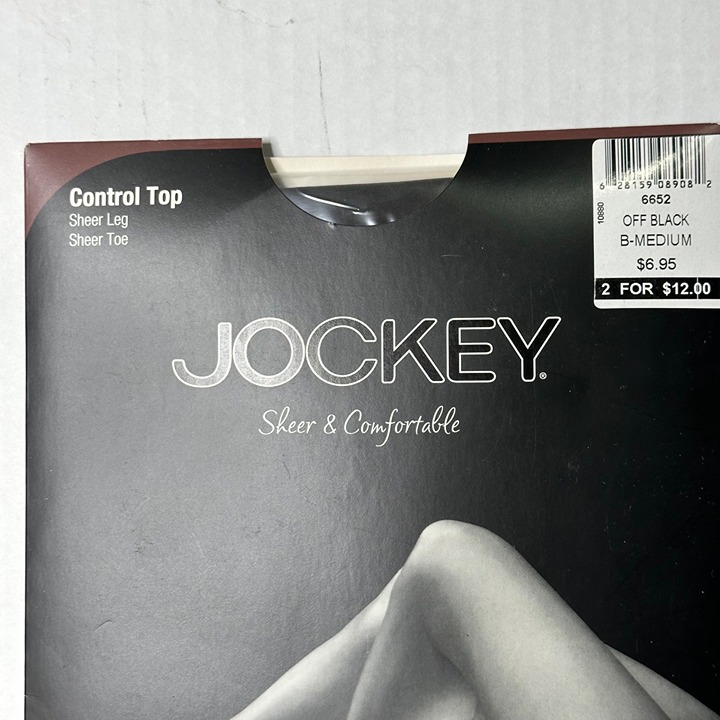 Control Top
Sheer Leg
Sheer Toe
6 28159 08908 2
10880
6652
OFF BLACK
B-MEDIUM
$6.95
2 FOR $12.00
JOCKEY®
Sheer & Comfortable